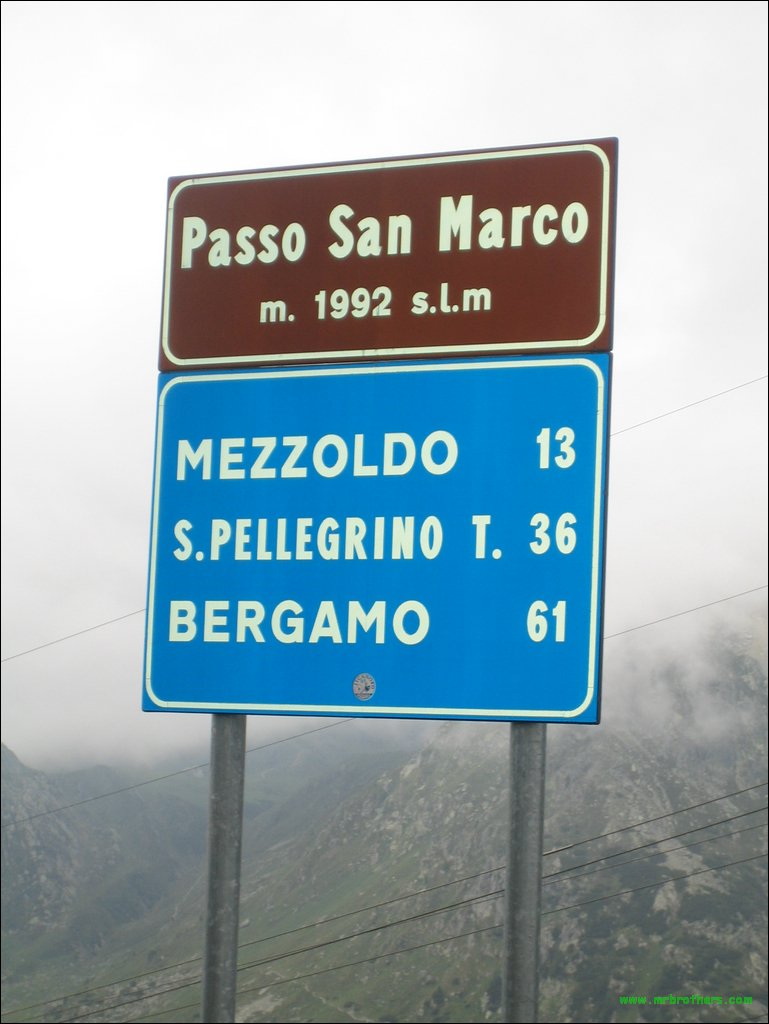 Passo San Marco
m. 1992 s.l.m
MEZZOLDO 13
S.PELLEGRINO T. 36
BERGAMO 61
www.mrbrothers.com